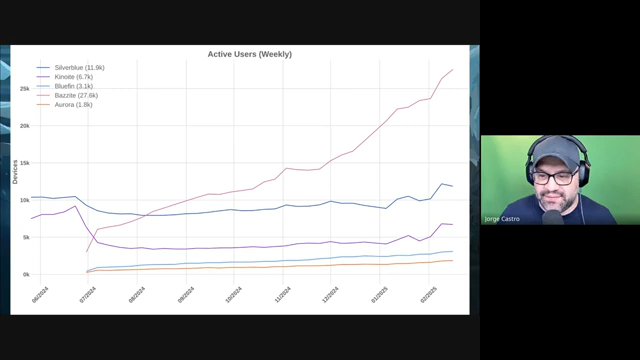 Active Users (Weekly)
Silverblue (11.9k)
Kinoite (6.7k)
Bluefin (3.1k)
Bazzite (27.6k)
Aurora (1.8k)
25k
20k
15k
10k
5k
0k
Devices
06/2024
07/2024
08/2024
09/2024
10/2024
11/2024
12/2024
01/2025
02/2025
Jorge Castro